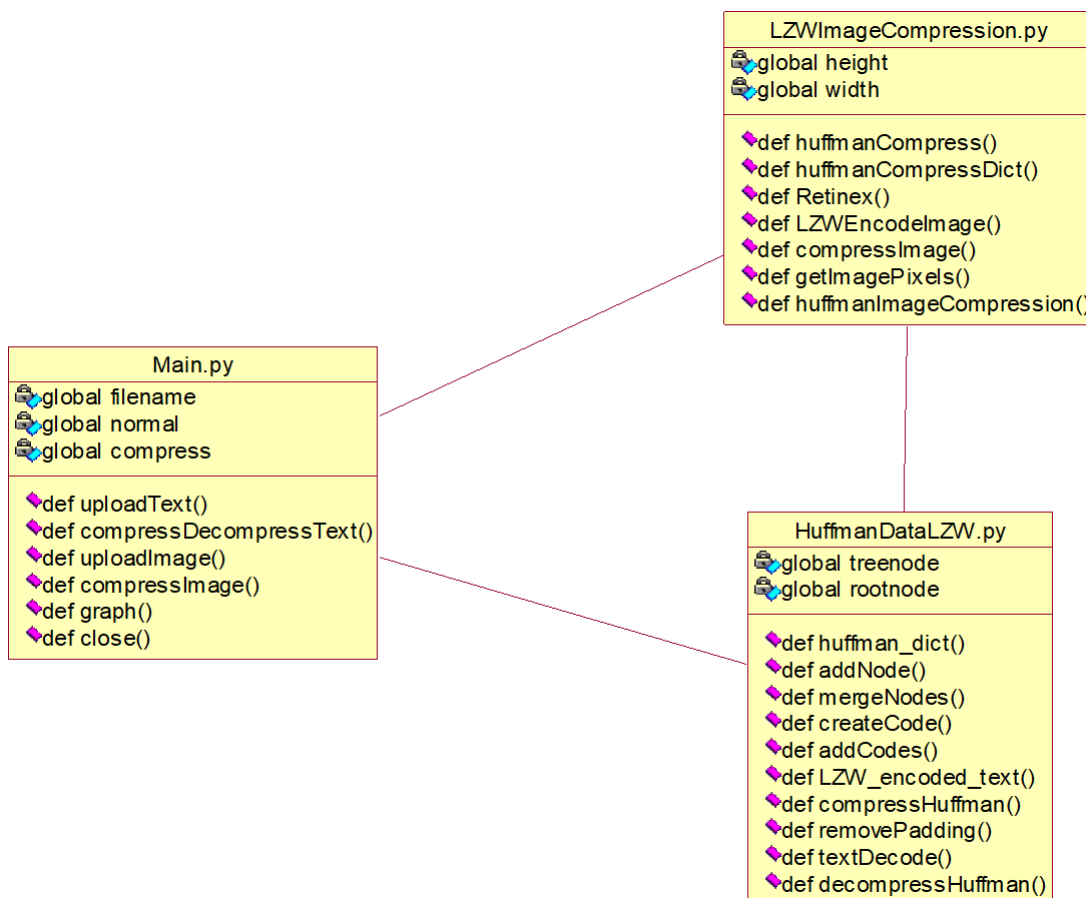 LZWImageCompression.py
global height
global width
def huffmanCompress()
def huffmanCompressDict()
def Retinex()
def LZWEncodeImage()
def compressImage()
def getImagePixels()
def huffmanImageCompression()
Main.py
global filename
global normal
global compress
def uploadText()
def compressDecompressText()
def uploadImage()
def compressImage()
def graph()
def close()
HuffmanDataLZW.py
global treenode
global rootnode
def huffman_dict()
def addNode()
def mergeNodes()
def createCode()
def addCodes()
def LZW_encoded_text()
def compressHuffman()
def removePadding()
def textDecode()
def decompressHuffman()